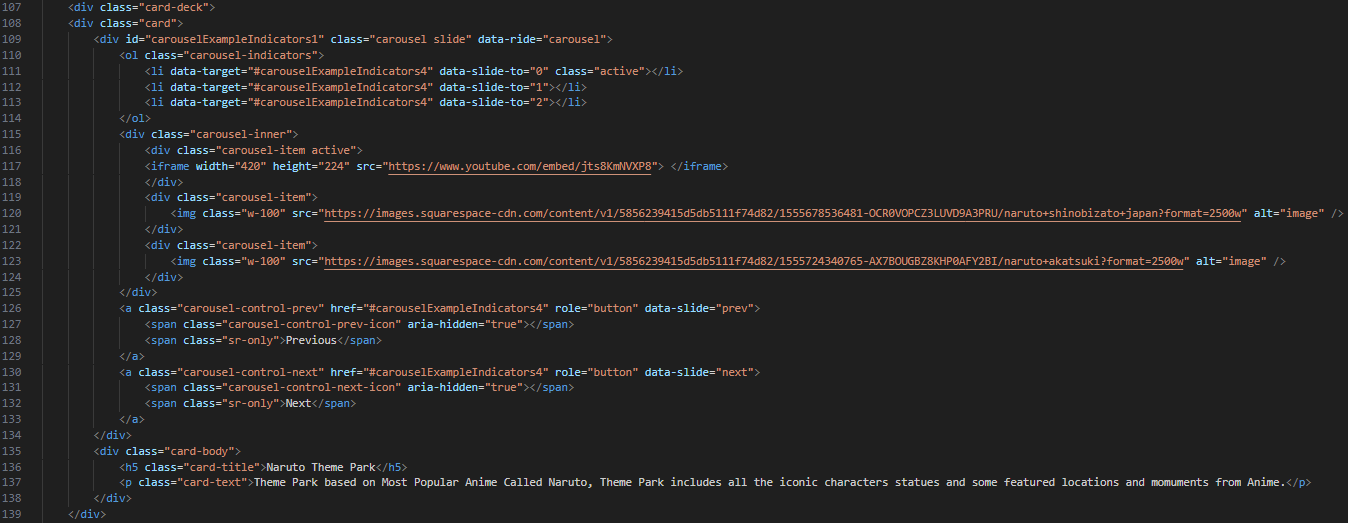 107 <div class="card-deck">
108 <div class="card">
109 <div id="carouselExampleIndicators1" class="carousel slide" data-ride="carousel">
110 <ol class="carousel-indicators">
111 <li data-target="#carouselExampleIndicators4" data-slide-to="0" class="active"></li>
112 <li data-target="#carouselExampleIndicators4" data-slide-to="1"></li>
113 <li data-target="#carouselExampleIndicators4" data-slide-to="2"></li>
114 </ol>
115 <div class="carousel-inner">
116 <div class="carousel-item active">
117 <iframe width="420" height="224" src="https://www.youtube.com/embed/jts8KmNVXP8"> </iframe>
118 </div>
119 <div class="carousel-item">
120 <img class="w-100" src="https://images.squarespace-cdn.com/content/v1/5856239415d5db5111f74d82/1555678536481-OCR0VOPCZ3LUVD9A3PRU/naruto+shinobizato+japan?format=2500w" alt="image" />
121 </div>
122 <div class="carousel-item">
123 <img class="w-100" src="https://images.squarespace-cdn.com/content/v1/5856239415d5db5111f74d82/1555724340765-AX7BOUGBZ8KHP0AFY2BI/naruto+akatsuki?format=2500w" alt="image" />
124 </div>
125 </div>
126 <a class="carousel-control-prev" href="#carouselExampleIndicators4" role="button" data-slide="prev">
127 <span class="carousel-control-prev-icon" aria-hidden="true"></span>
128 <span class="sr-only">Previous</span>
129 </a>
130 <a class="carousel-control-next" href="#carouselExampleIndicators4" role="button" data-slide="next">
131 <span class="carousel-control-next-icon" aria-hidden="true"></span>
132 <span class="sr-only">Next</span>
133 </a>
134 </div>
135 <div class="card-body">
136 <h5 class="card-title">Naruto Theme Park</h5>
137 <p class="card-text">Theme Park based on Most Popular Anime Called Naruto, Theme Park includes all the iconic characters statues and some featured locations and momuments from Anime.</p>
138 </div>
139 </div>